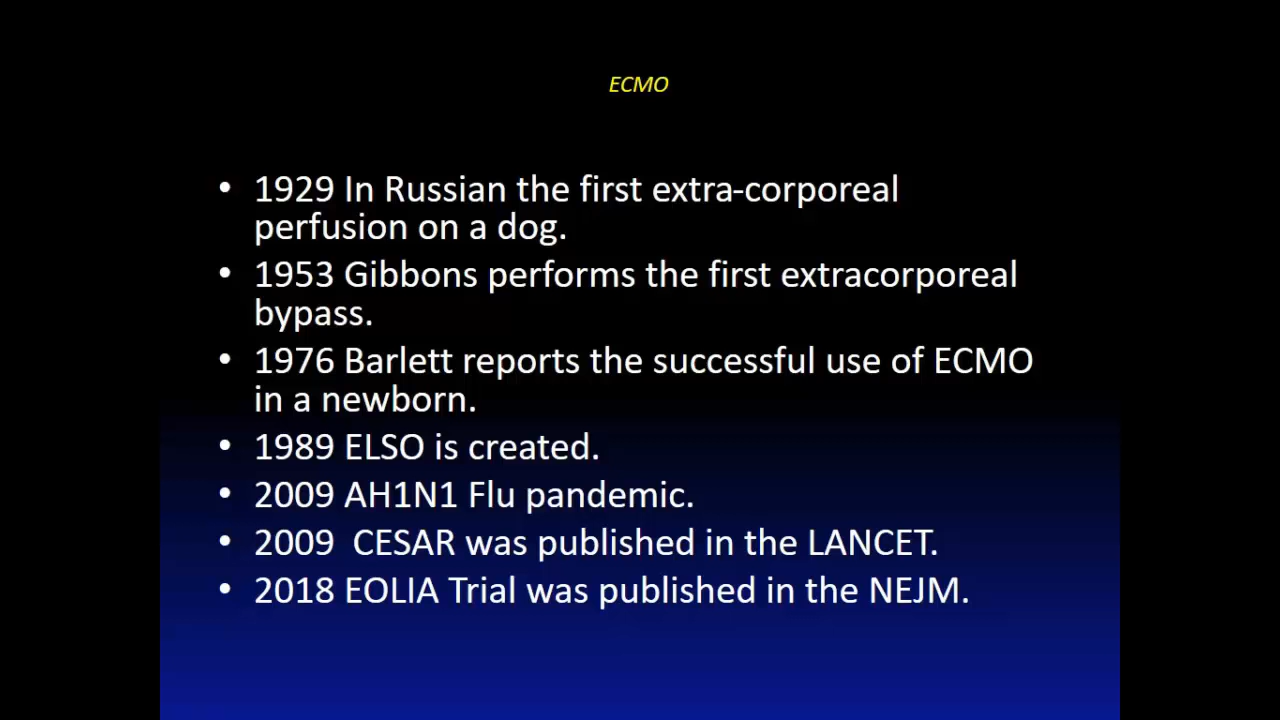 ECMO
• 1929 In Russian the first extra-corporeal
perfusion on a dog.
• 1953 Gibbons performs the first extracorporeal
bypass.
• 1976 Barlett reports the successful use of ECMO
in a newborn.
• 1989 ELSO is created.
• 2009 AH1N1 Flu pandemic.
• 2009  CESAR was published in the LANCET.
• 2018 EOLIA Trial was published in the NEJM.